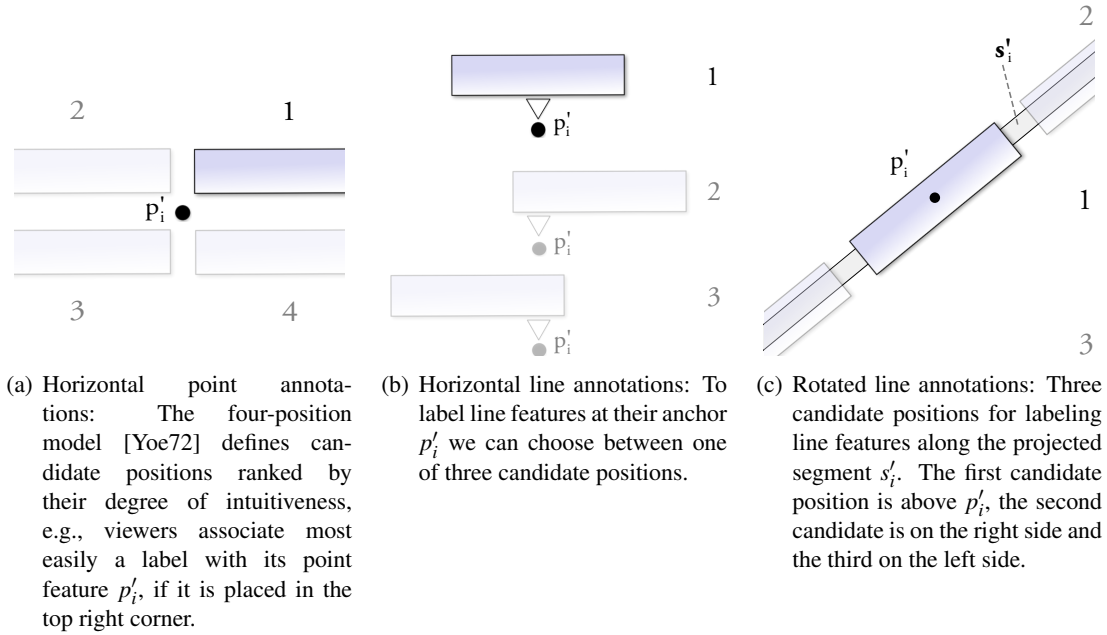 2
1
p'i
3
4
1
p'i
2
p'i
3
p'i
2
s'i
p'i
1
3
(a) Horizontal point annota-
tions: The four-position
model [Yoe72] defines can-
didate positions ranked by
their degree of intuitiveness,
e.g., viewers associate most
easily a label with its point
feature p'i, if it is placed in the
top right corner.
(b) Horizontal line annotations: To
label line features at their anchor
p'i we can choose between one
of three candidate positions.
(c) Rotated line annotations: Three
candidate positions for labeling
line features along the projected
segment s'i. The first candidate
position is above p'i, the second
candidate is on the right side and
the third on the left side.